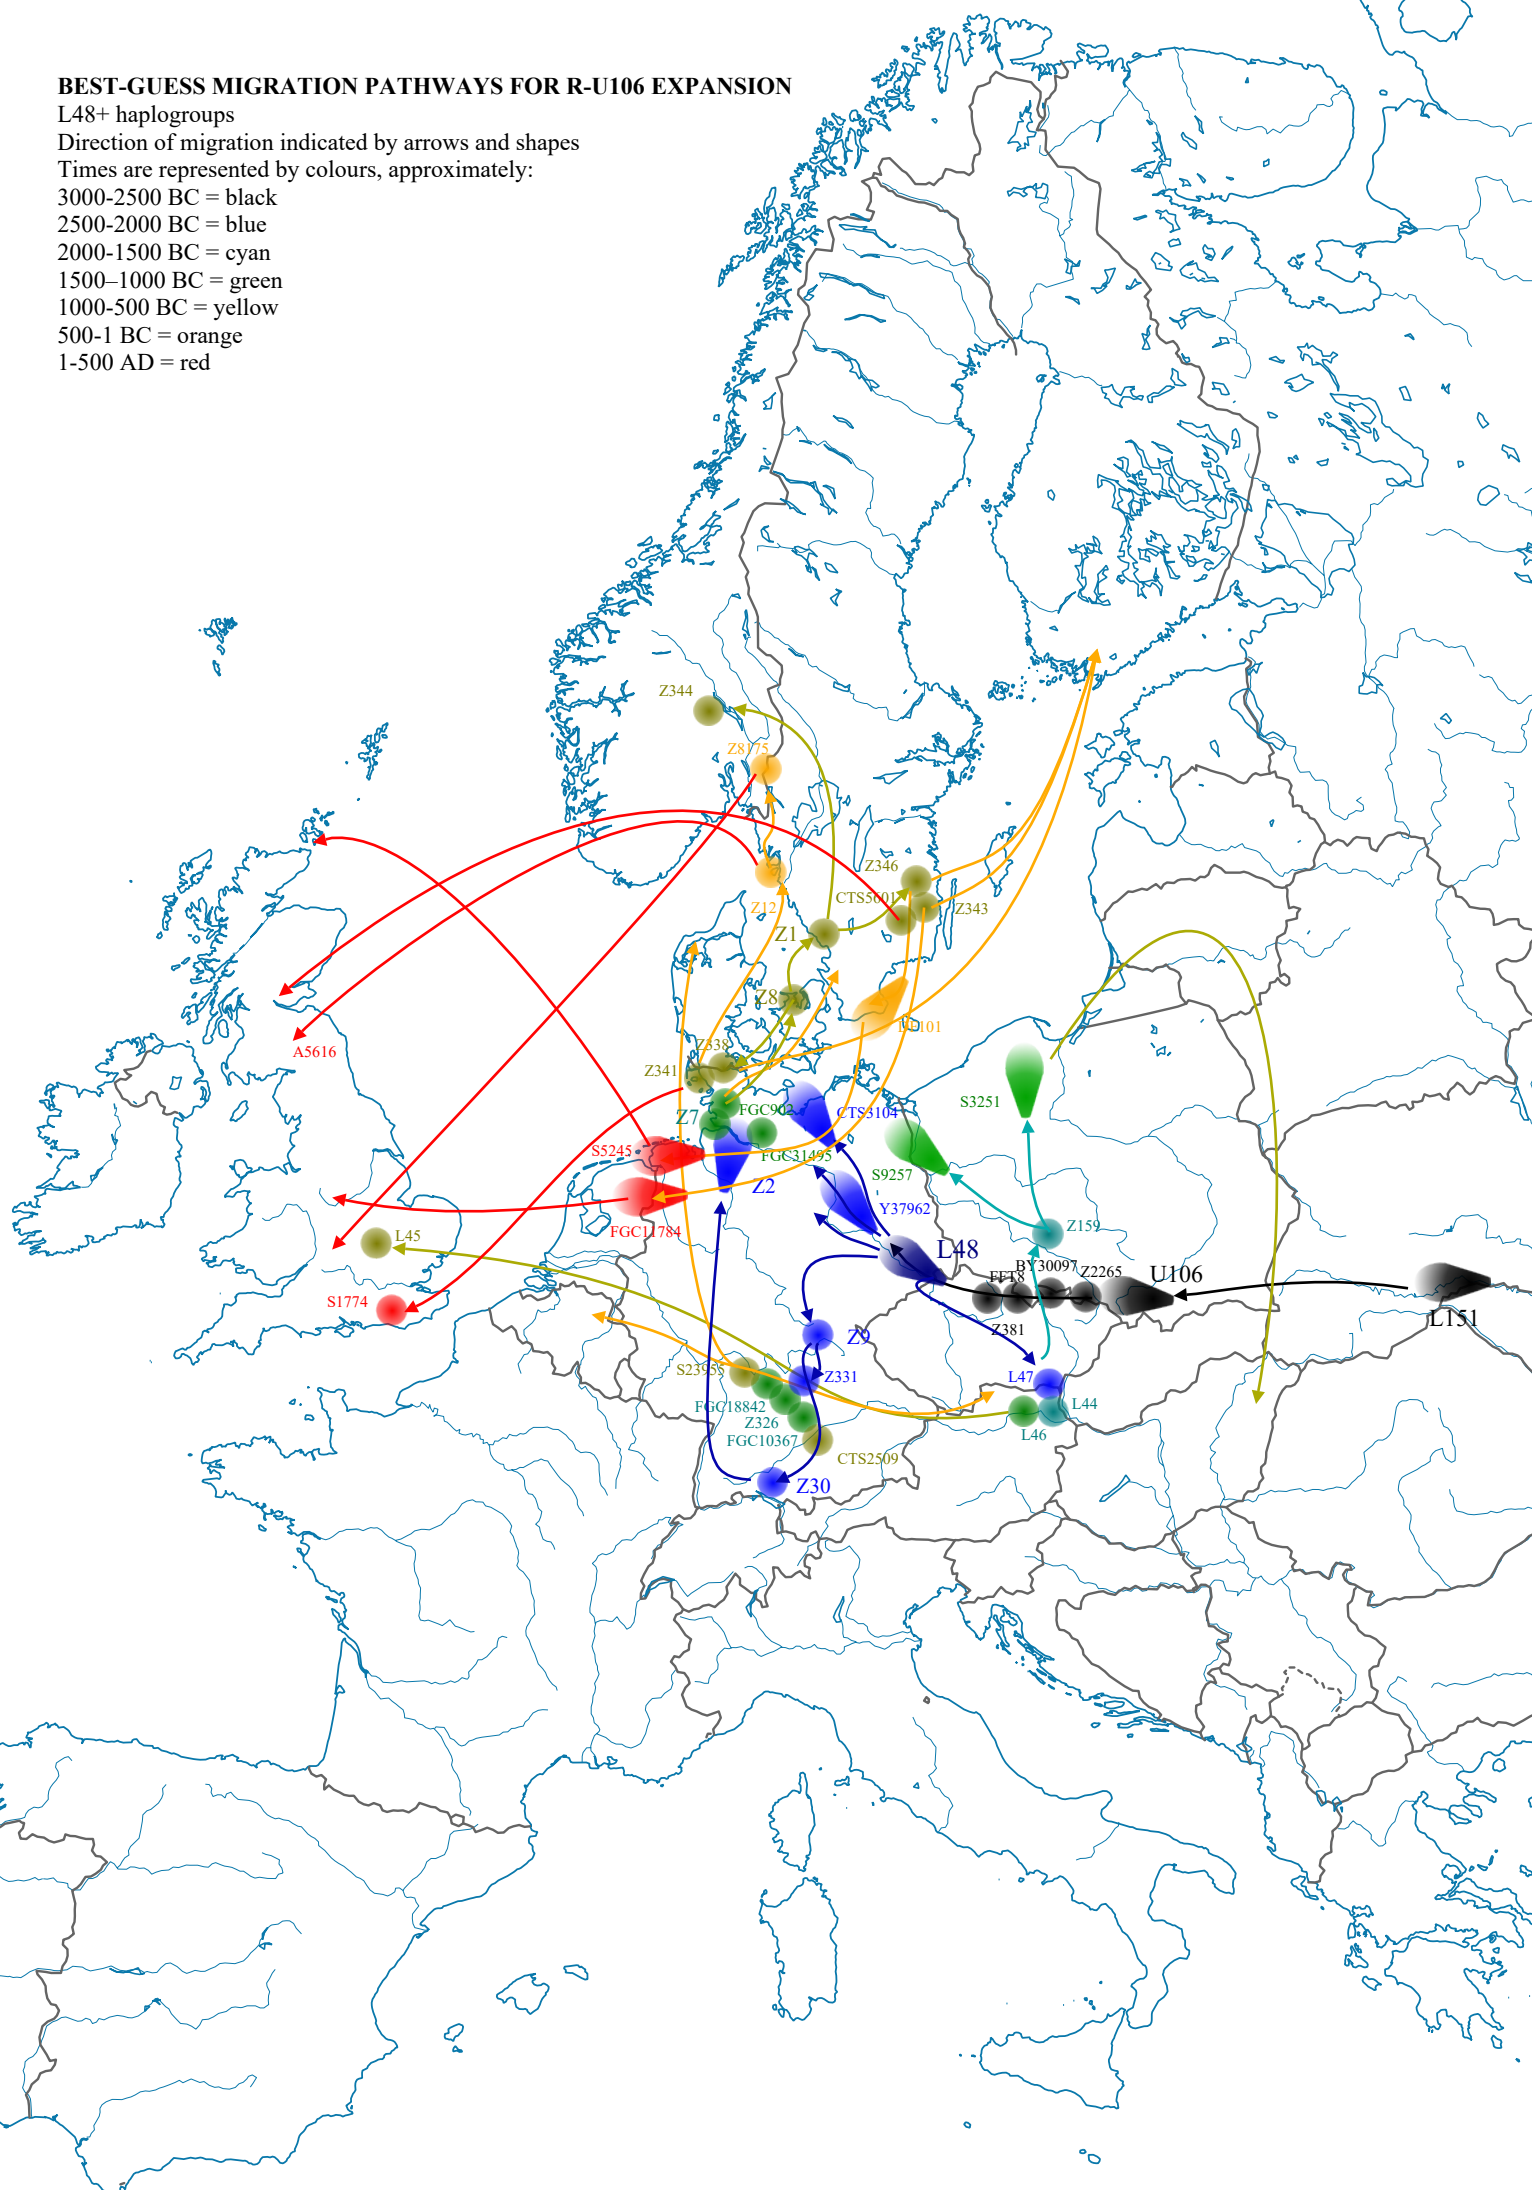 BEST-GUESS MIGRATION PATHWAYS FOR R-U106 EXPANSION
L48+ haplogroups
Direction of migration indicated by arrows and shapes
Times are represented by colours, approximately:
3000-2500 BC = black
2500-2000 BC = blue
2000-1500 BC = cyan
1500–1000 BC = green
1000-500 BC = yellow
500-1 BC = orange
1-500 AD = red
Z344
Z8175
Z346
CTS5601
Z12
Z343
Z1
Z8
A5616
Z338
Z341
S3251
Z7
FGC902
CTS3104
S5245
FGC31495
S9257
Z2
Y37962
Z159
FGC11784
L45
L48
BY30097
Z2265
U106
FFT8
S1774
L151
Z9
Z381
S23955
Z331
L47
FGC18842
L44
Z326
L46
FGC10367
CTS2509
Z30